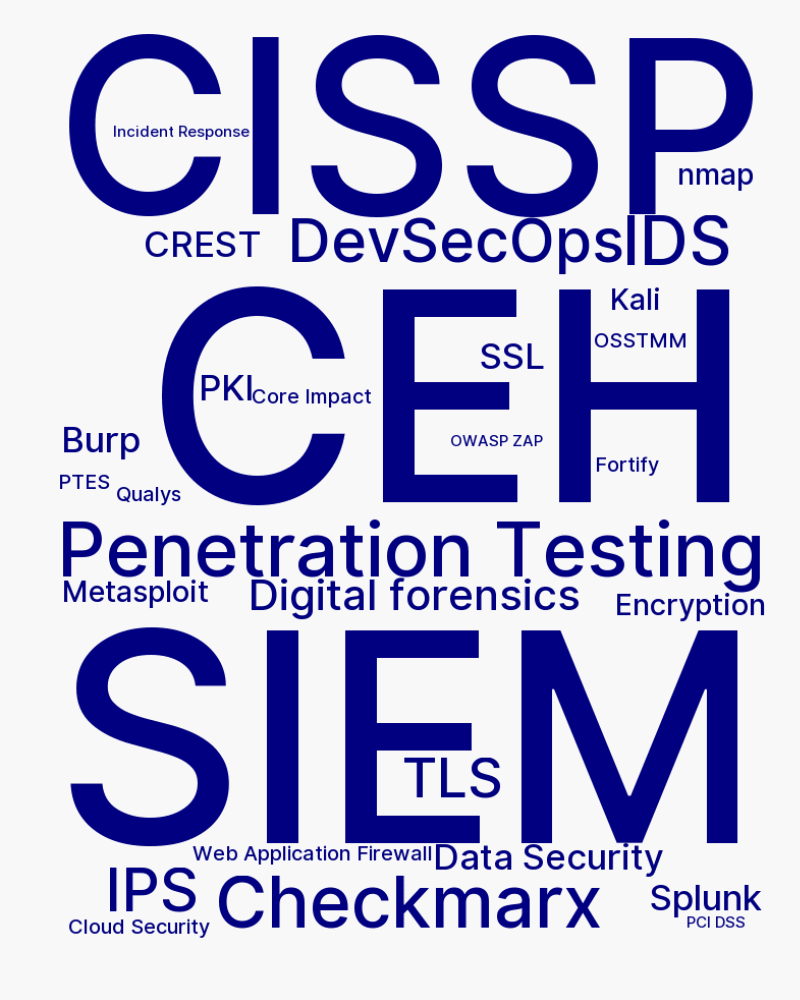 CISSP
Incident Response
nmap
CREST
DevSecOps
IDS
CEH
Kali
OSSTMM
SSL
PKI
Core Impact
Burp
OWASP ZAP
Fortify
PTES
Qualys
Penetration Testing
Metasploit
Digital forensics
Encryption
SIEM
TLS
Web Application Firewall
Data Security
IPS
Checkmarx
Splunk
Cloud Security
PCI DSS